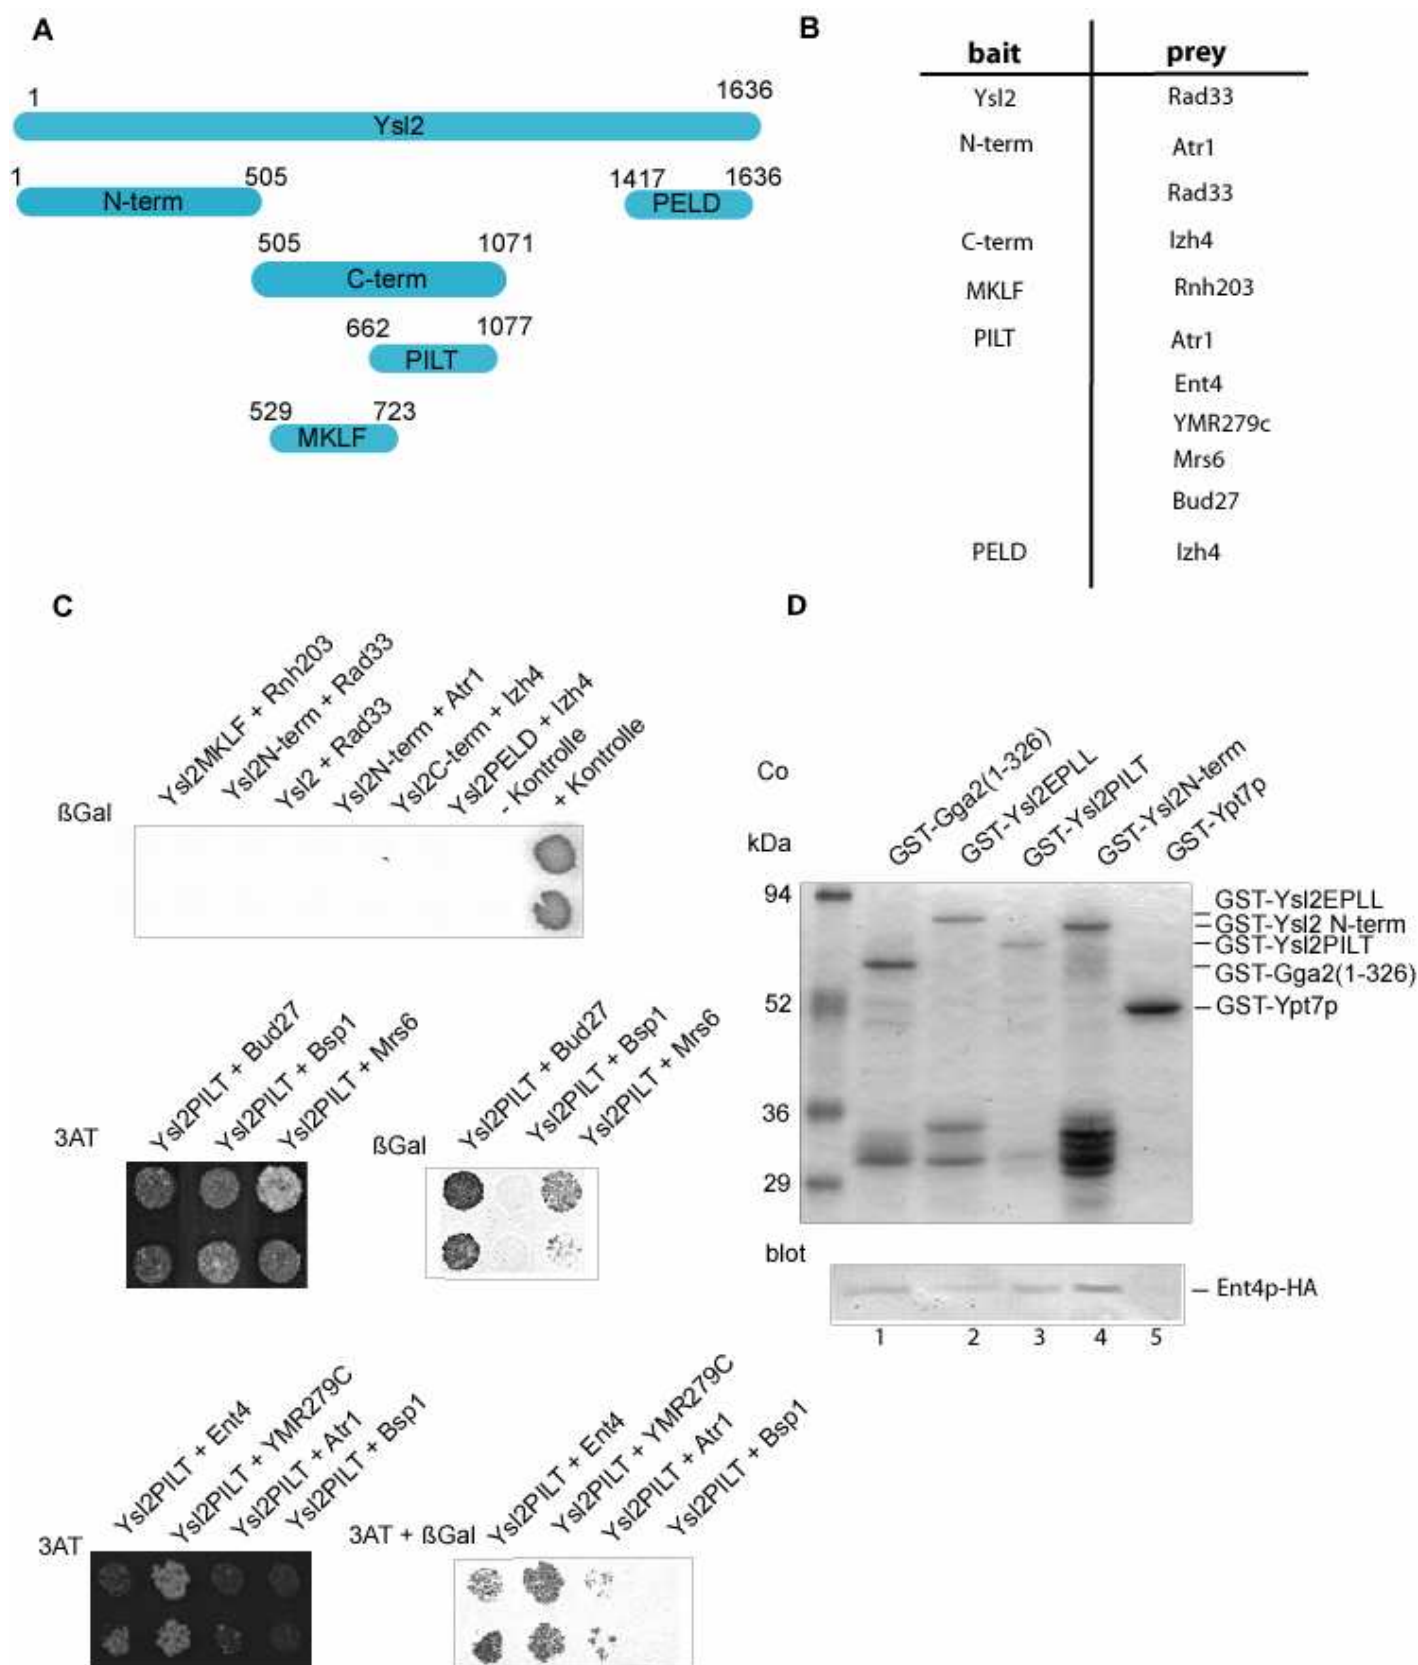 A
1 1636
Ysl2
1 505 1417 1636
N-term PELD
505 1071
C-term
662 1077
PILT
529 723
MKLF
B
bait prey
Ysl2 Rad33
N-term Atr1
Rad33
C-term Izh4
MKLF Rnh203
PILT Atr1
Ent4
YMR279c
Mrs6
Bud27
PELD Izh4
C
Ysl2MKLF + Rnh203
Ysl2N-term + Rad33
Ysl2 + Rad33
Ysl2N-term + Atr1
Ysl2C-term + Izh4
Ysl2PELD + Izh4
- Kontrolle
+ Kontrolle
ßGal
Ysl2PILT + Bud27
Ysl2PILT + Bsp1
Ysl2PILT + Mrs6
3AT
Ysl2PILT + Bud27
Ysl2PILT + Bsp1
Ysl2PILT + Mrs6
ßGal
Ysl2PILT + Ent4
Ysl2PILT + YMR279C
Ysl2PILT + Atr1
Ysl2PILT + Bsp1
3AT
Ysl2PILT + Ent4
Ysl2PILT + YMR279C
Ysl2PILT + Atr1
Ysl2PILT + Bsp1
3AT + ßGal
D
Co
kDa
GST-Gga2(1-326)
GST-Ysl2EPLL
GST-Ysl2PILT
GST-Ysl2N-term
GST-Ypt7p
94
52
36
29
GST-Ysl2EPLL
GST-Ysl2 N-term
GST-Ysl2PILT
GST-Gga2(1-326)
GST-Ypt7p
blot
Ent4p-HA
1 2 3 4 5